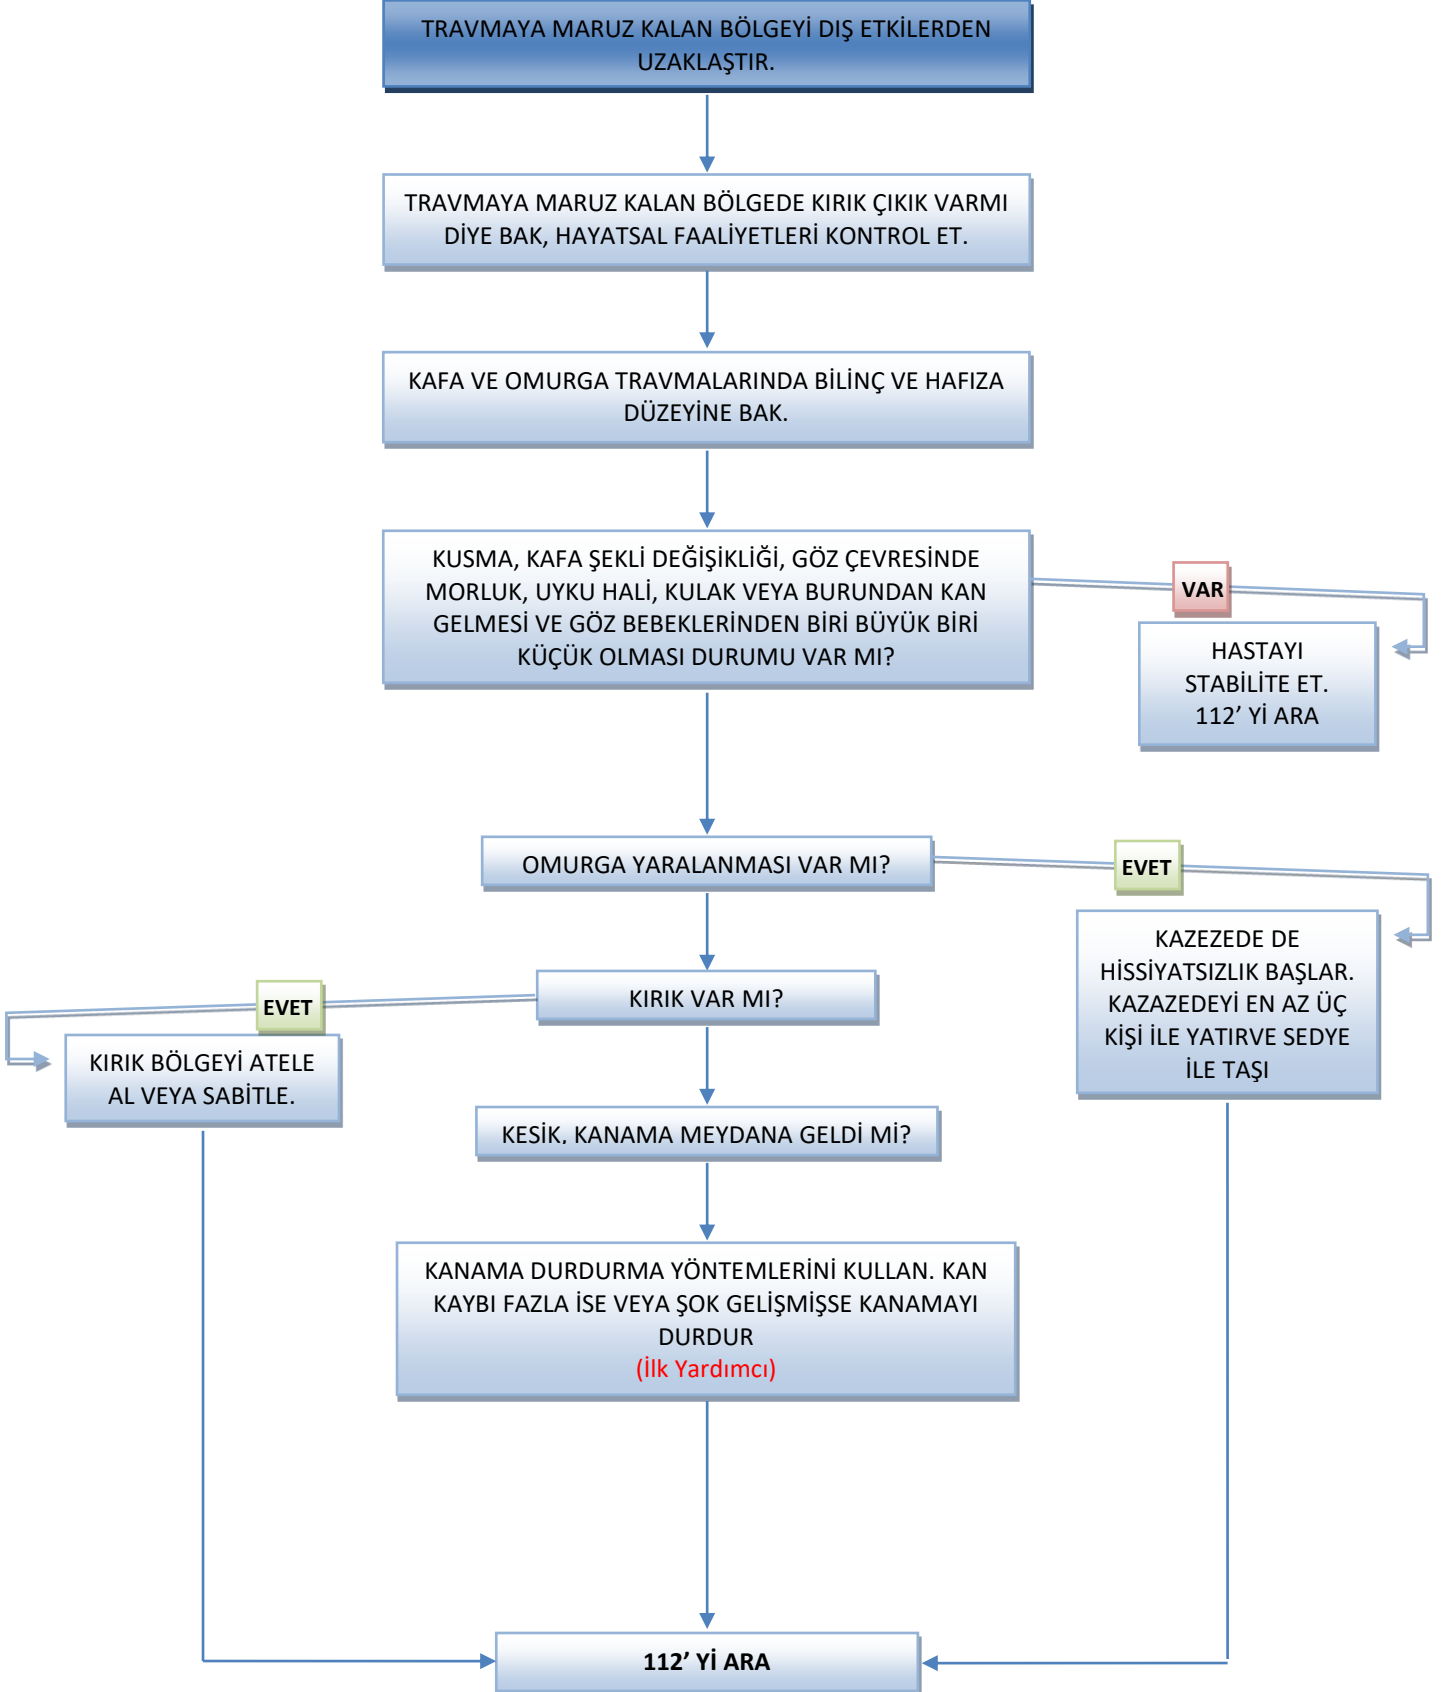 TRAVMAYA MARUZ KALAN BÖLGEYİ DIŞ ETKİLERDEN
UZAKLAŞTIR.
TRAVMAYA MARUZ KALAN BÖLGEDE KIRIK ÇIKIK VARMI
DİYE BAK, HAYATSAL FAALİYETLERİ KONTROL ET.
KAFA VE OMURGA TRAVMALARINDA BİLİNÇ VE HAFIZA
DÜZEYİNE BAK.
KUSMA, KAFA ŞEKLİ DEĞİŞİKLİĞİ, GÖZ ÇEVRESİNDE
MORLUK, UYKU HALİ, KULAK VEYA BURUNDAN KAN
GELMESİ VE GÖZ BEBEKLERİNDEN BİRİ BÜYÜK BİRİ
KÜÇÜK OLMASI DURUMU VAR MI?
VAR
HASTAYI
STABİLİTE ET.
112’ Yİ ARA
OMURGA YARALANMASI VAR MI?
EVET
KAZEZEDE DE
HİSSİYATSIZLIK BAŞLAR.
KAZAZEDEYİ EN AZ ÜÇ
KİŞİ İLE YATIRVE SEDYE
İLE TAŞI
KIRIK VAR MI?
EVET
KIRIK BÖLGEYİ ATELE
AL VEYA SABİTLE.
KESİK, KANAMA MEYDANA GELDİ Mİ?
KANAMA DURDURMA YÖNTEMLERİNİ KULLAN. KAN
KAYBI FAZLA İSE VEYA ŞOK GELİŞMİŞSE KANAMAYI
DURDUR
(İlk Yardımcı)
112’ Yİ ARA